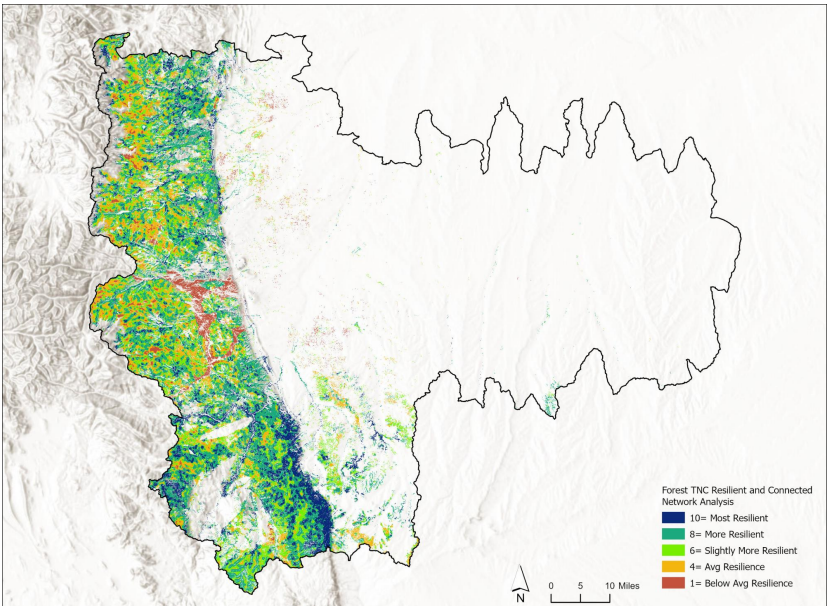 Forest TNC Resilient and Connected
Network Analysis
10= Most Resilient
8= More Resilient
6= Slightly More Resilient
4= Avg Resilience
1= Below Avg Resilience
N
0 5 10 Miles